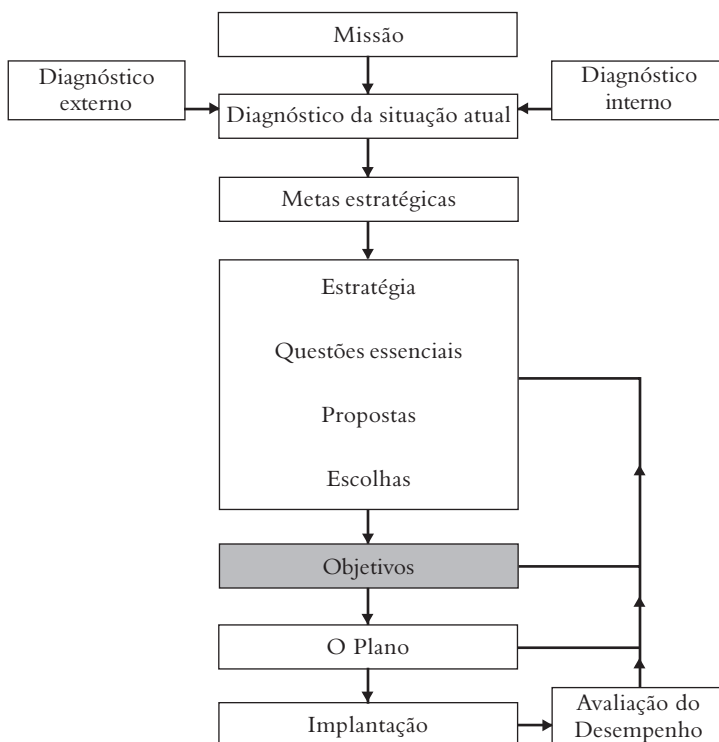 Missão
Diagnóstico
externo
Diagnóstico
interno
Diagnóstico da situação atual
Metas estratégicas
Estratégia
Questões essenciais
Propostas
Escolhas
Objetivos
O Plano
Implantação
Avaliação do
Desempenho